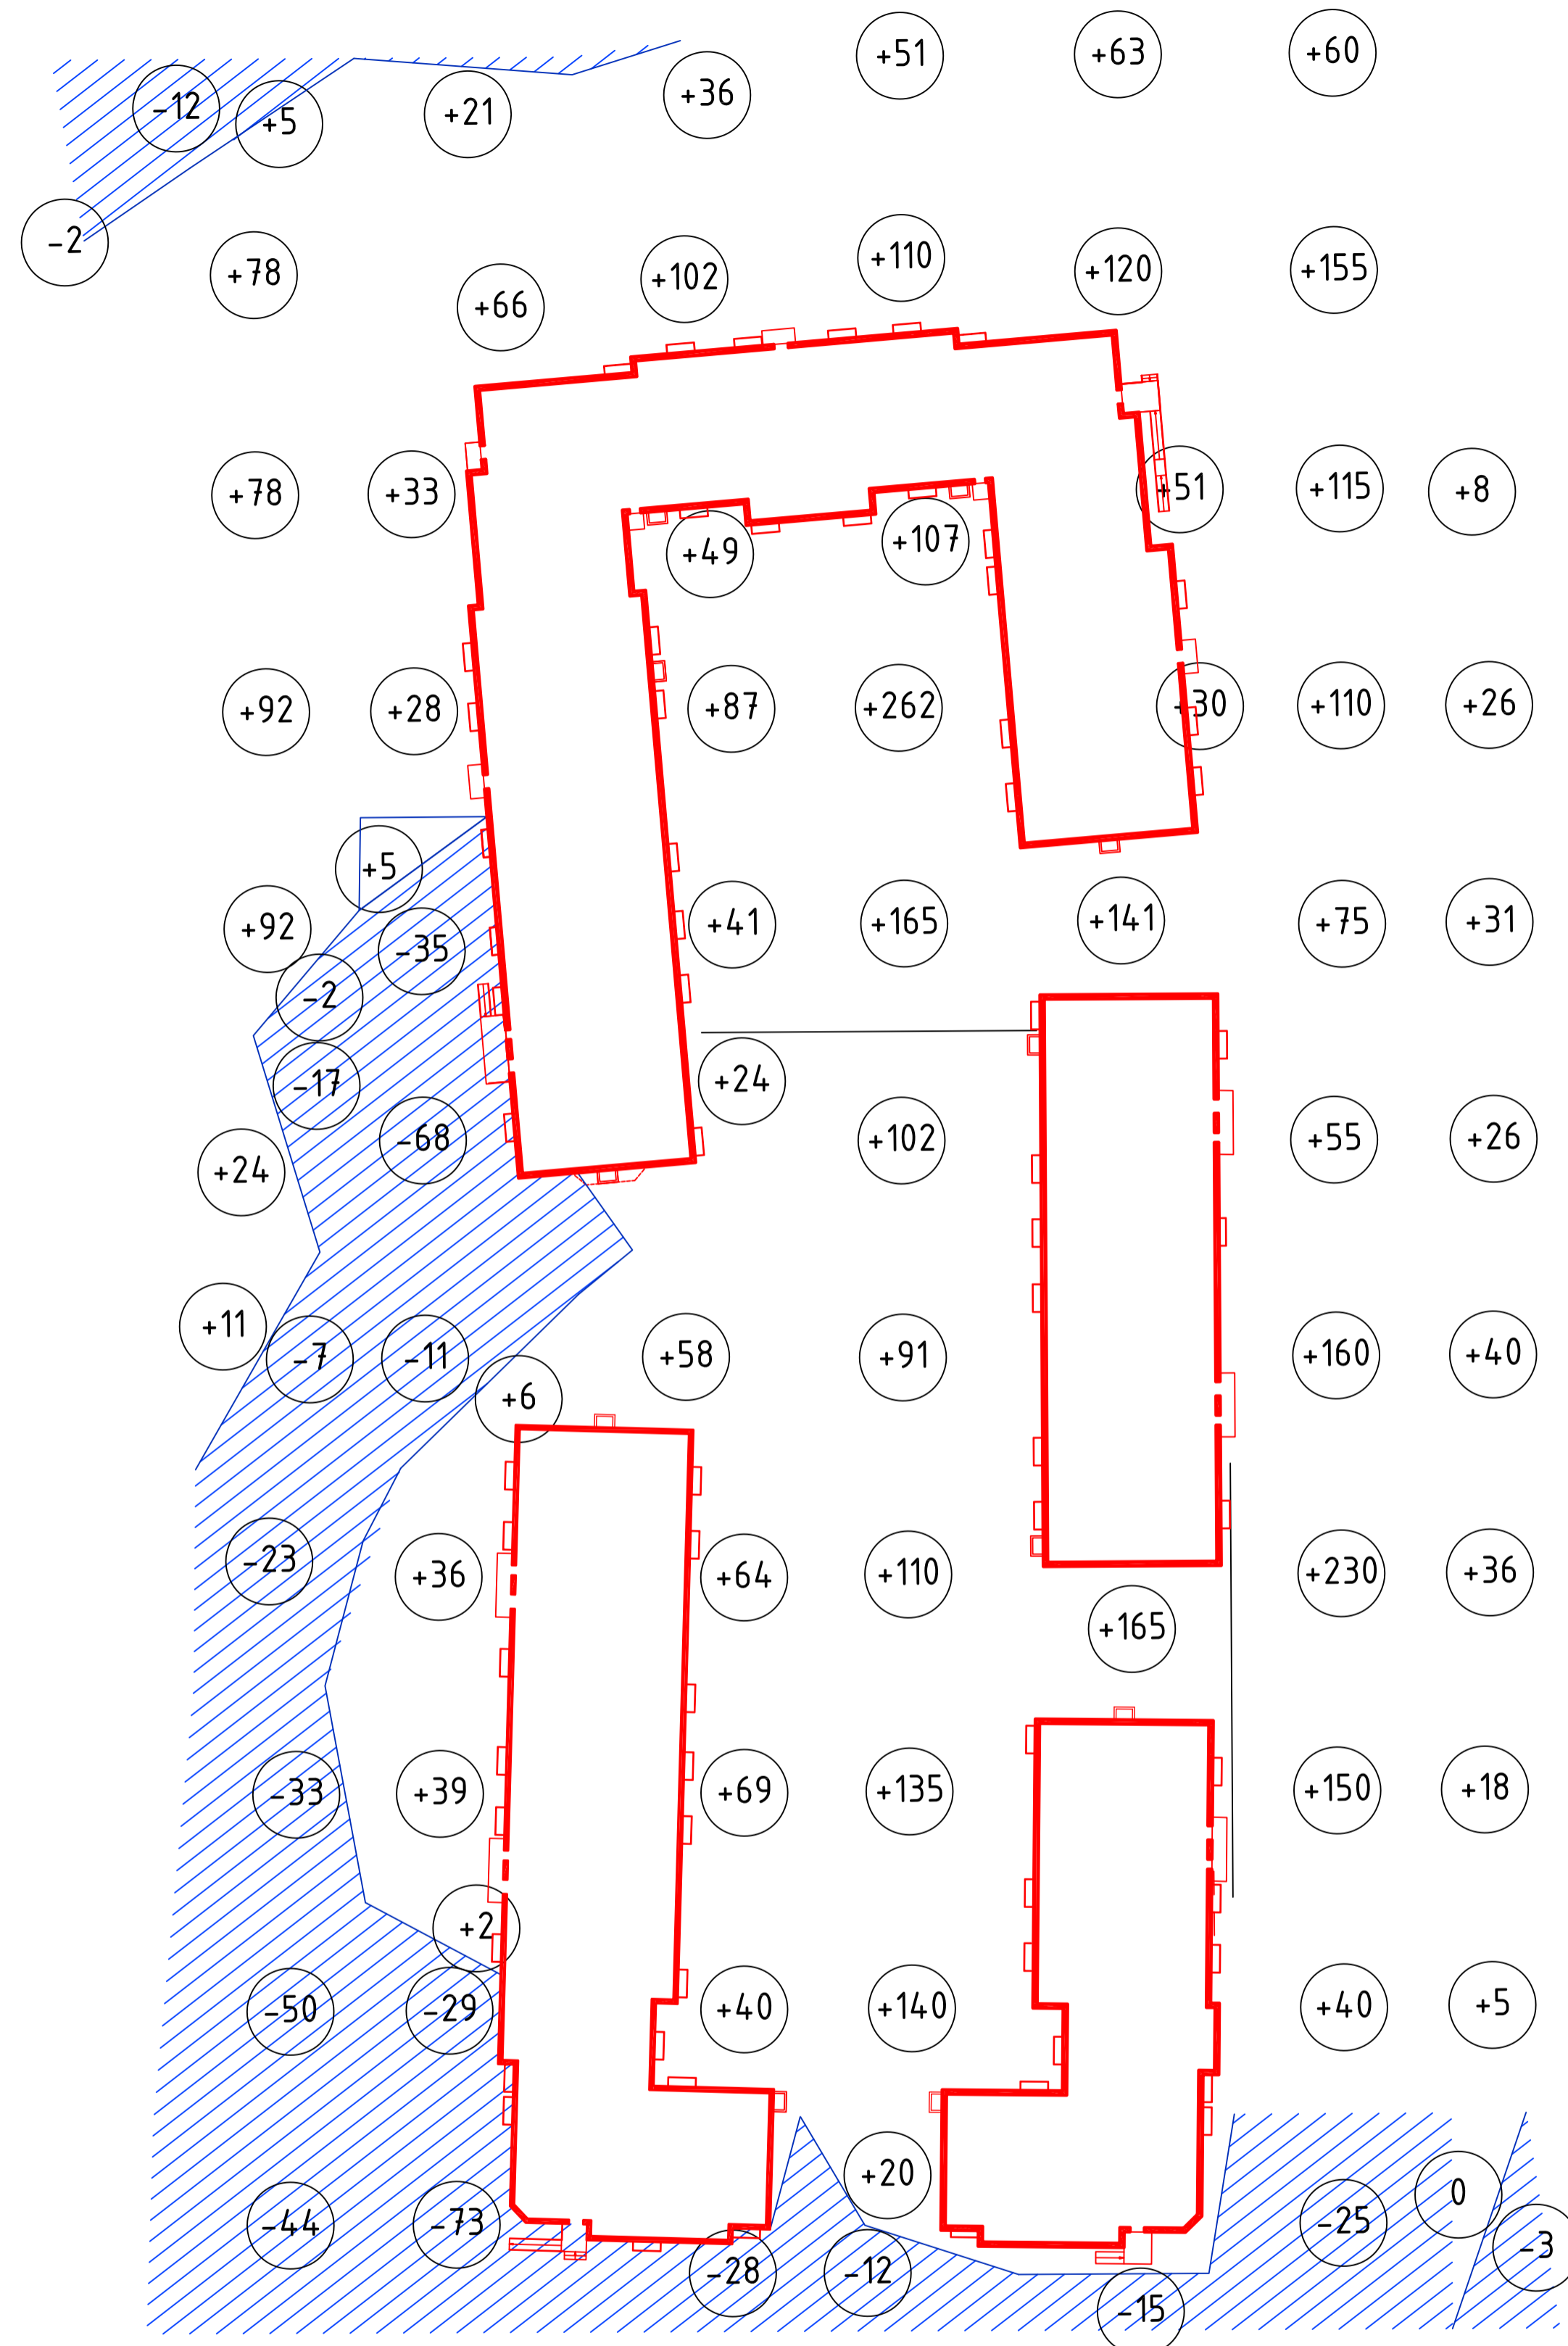 +51 +63 +60
-12 +5 +21 +36
-2 +78 +66 +102 +110 +120 +155
+78 +33 +49 +107 +51 +115 +8
+92 +28 +87 +262 +30 +110 +26
+5
+92 -35 +41 +165 +141 +75 +31
-2
-17 +24
+24 -68 +102 +55 +26
+11 -7 -11 +58 +91 +160 +40
+6
-23 +36 +64 +110 +230 +36
+165
-33 +39 +69 +135 +150 +18
+2
-50 -29 +40 +140 +40 +5
+20
-44 -73 -25 0
-28 -12 -3
-15